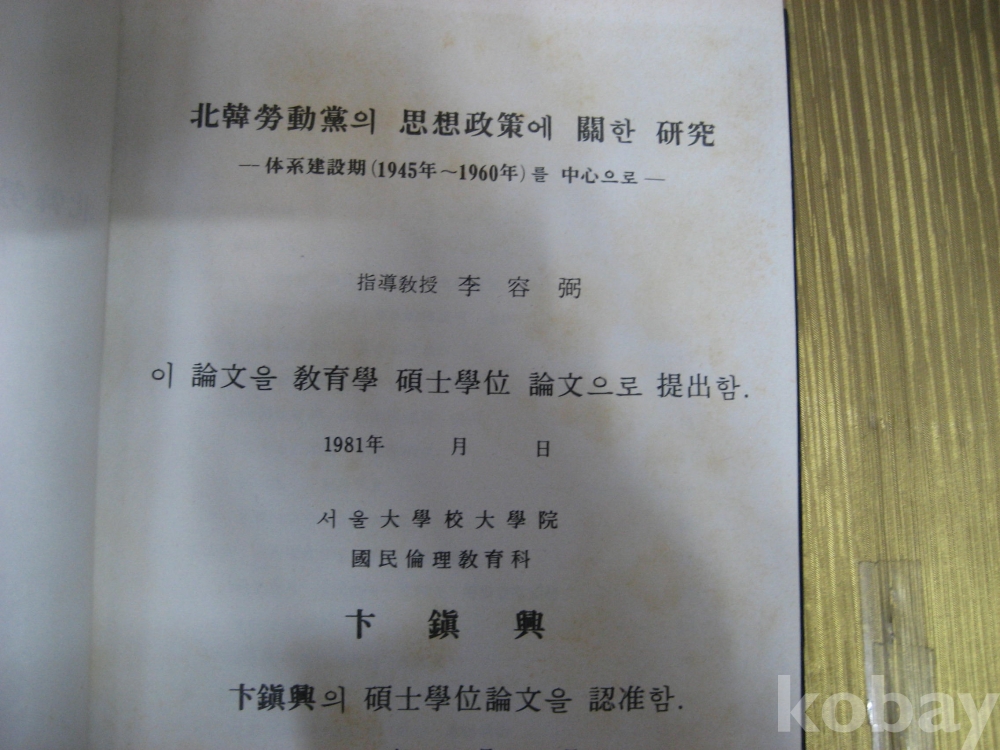 北韓勞動黨의 思想政策에 關한 硏究
— 体系建設期(1945年～1960年)를 中心으로 —
指導敎授 李 容 弼
이 論文을 敎育學 碩士學位 論文으로 提出함.
1981年 月 日
서울大學校大學院
國民倫理敎育科
卞 鎭 興
卞鎭興의 碩士學位論文을 認准함.
kobay